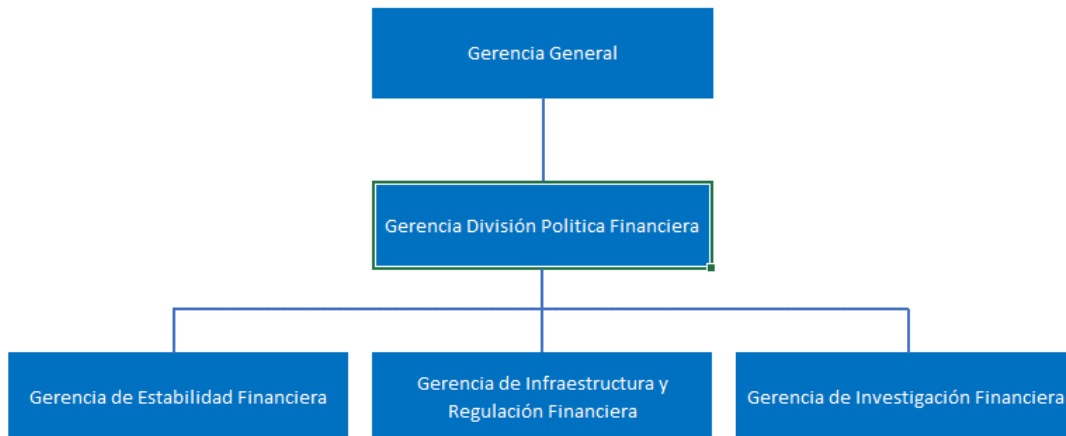 Gerencia General
Gerencia División Politica Financiera
Gerencia de Estabilidad Financiera
Gerencia de Infraestructura y
Regulación Financiera
Gerencia de Investigación Financiera